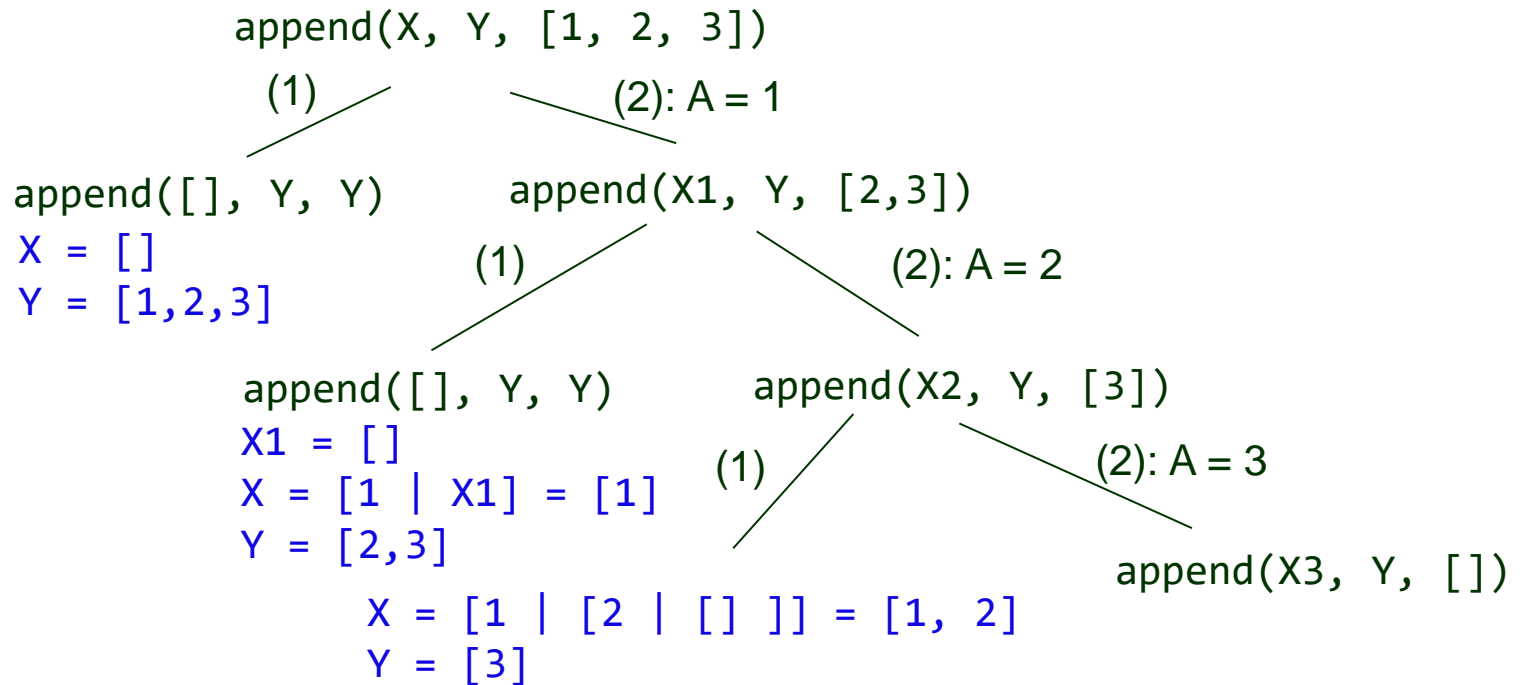 append(X, Y, [1, 2, 3])
(1)
(2): A = 1
append([], Y, Y)
X = []
Y = [1,2,3]
append(X1, Y, [2,3])
(1)
(2): A = 2
append([], Y, Y)
X1 = []
X = [1 | X1] = [1]
Y = [2,3]
append(X2, Y, [3])
(1)
(2): A = 3
X = [1 | [2 | [] ]] = [1, 2]
Y = [3]
append(X3, Y, [])